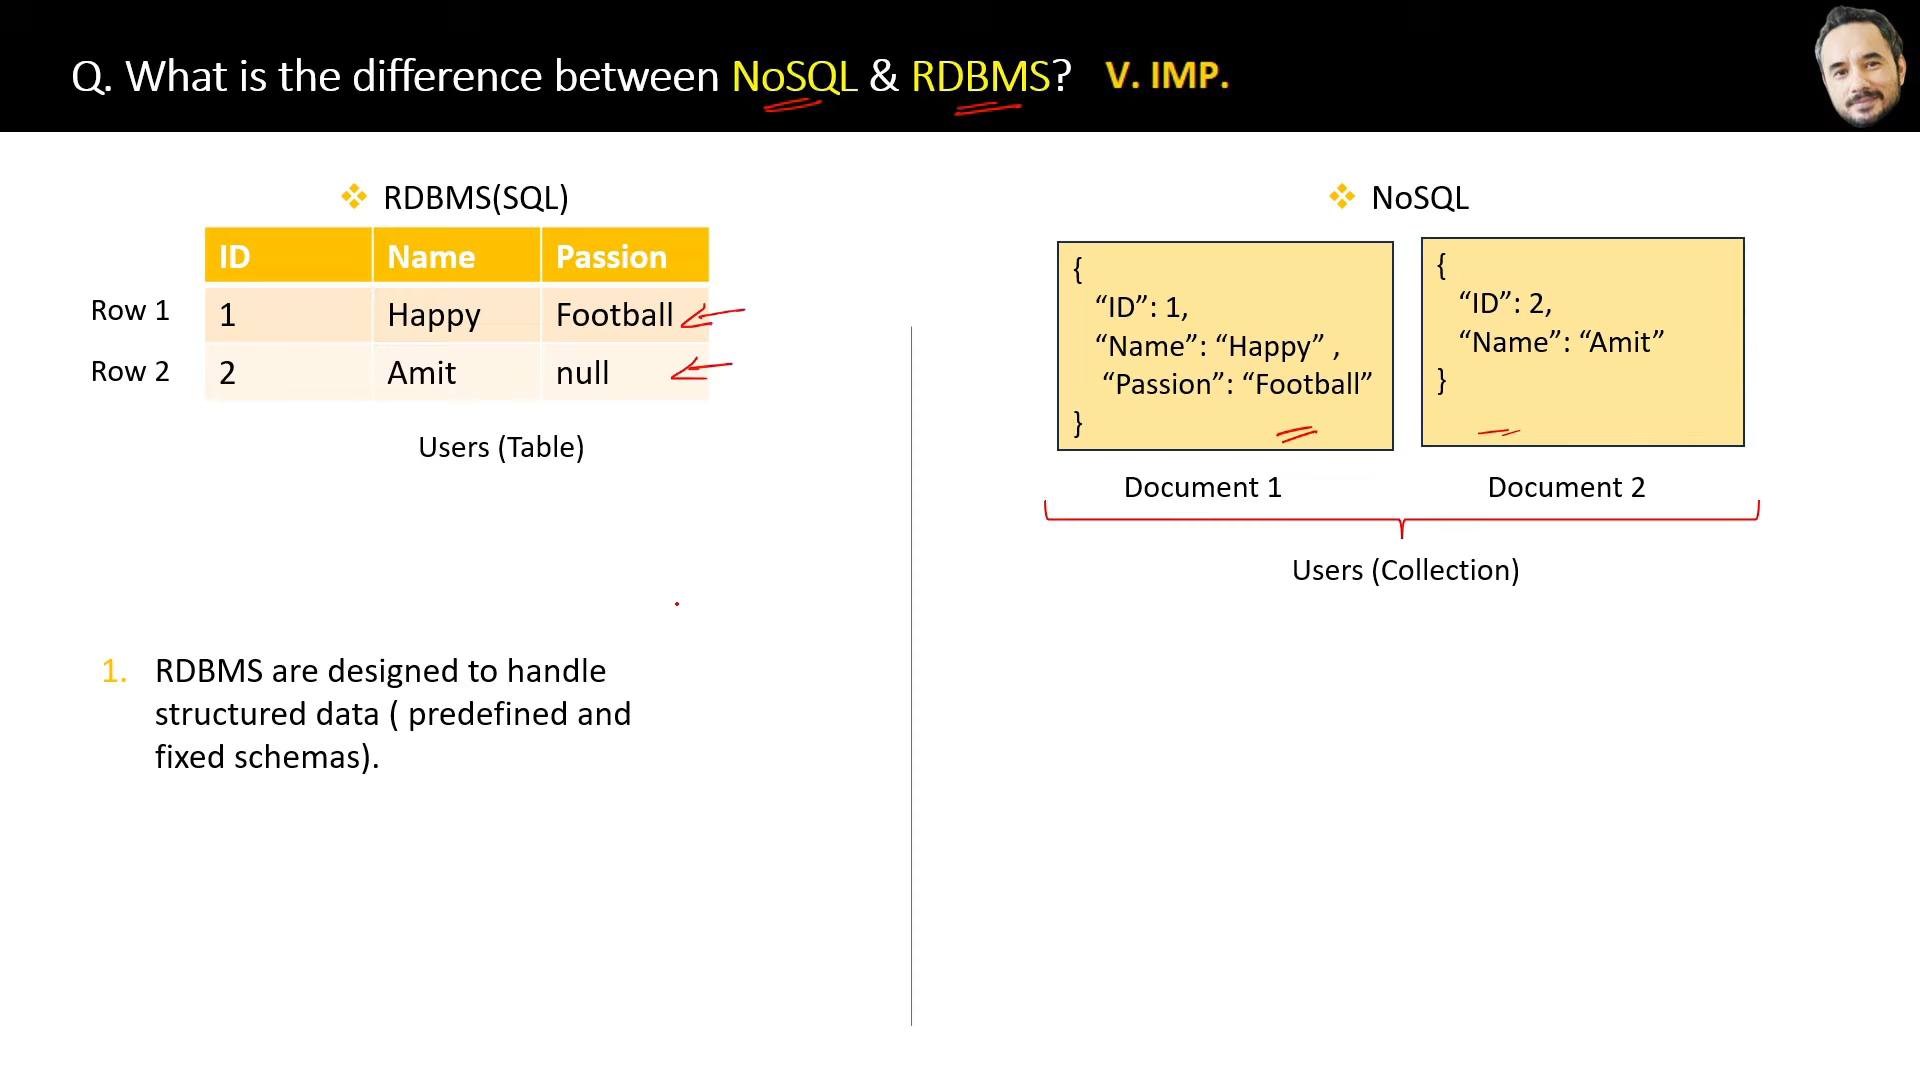 Q. What is the difference between NoSQL & RDBMS? V. IMP.
❖ RDBMS(SQL)
ID Name Passion
Row 1 1 Happy Football
Row 2 2 Amit null
Users (Table)
1. RDBMS are designed to handle
structured data ( predefined and
fixed schemas).
❖ NoSQL
{
“ID”: 1,
“Name”: “Happy” ,
“Passion”: “Football”
}
Document 1
{
“ID”: 2,
“Name”: “Amit”
}
Document 2
Users (Collection)